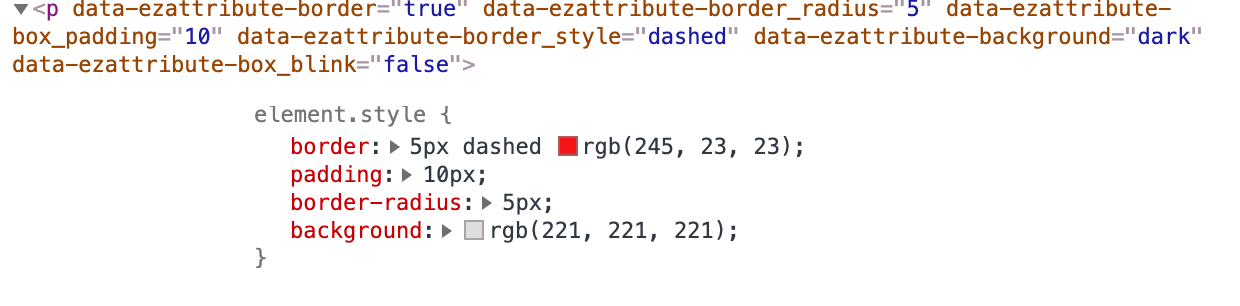 ▼<p data-ezattribute-border="true" data-ezattribute-border_radius="5" data-ezattribute-
box_padding="10" data-ezattribute-border_style="dashed" data-ezattribute-background="dark"
data-ezattribute-box_blink="false">
element.style {
border: ▶ 5px dashed rgb(245, 23, 23);
padding: ▶ 10px;
border-radius: ▶ 5px;
background: ▶ rgb(221, 221, 221);
}